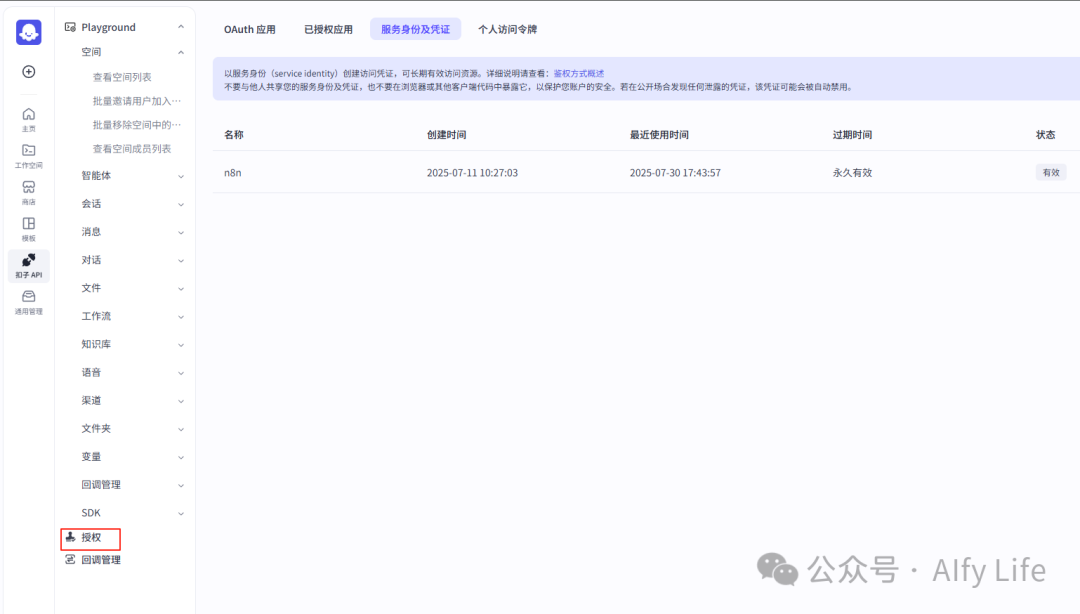 主页
工作空间
商店
模板
扣子 API
通用管理
Playground
空间
查看空间列表
批量邀请用户加入…
批量移除空间中的…
查看空间成员列表
智能体
会话
消息
对话
文件
工作流
知识库
语音
渠道
文件夹
变量
回调管理
SDK
授权
回调管理
OAuth 应用 已授权应用 服务身份及凭证 个人访问令牌
以服务身份（service identity）创建访问凭证，可长期有效访问资源。详细说明请查看：鉴权方式概述
不要与他人共享您的服务身份及凭证，也不要在浏览器或其他客户端代码中暴露它，以保护您账户的安全。若在公开场合发现任何泄露的凭证，该凭证可能会被自动禁用。
名称 创建时间 最近使用时间 过期时间 状态
n8n 2025-07-11 10:27:03 2025-07-30 17:43:57 永久有效 有效
公众号 · AIfy Life